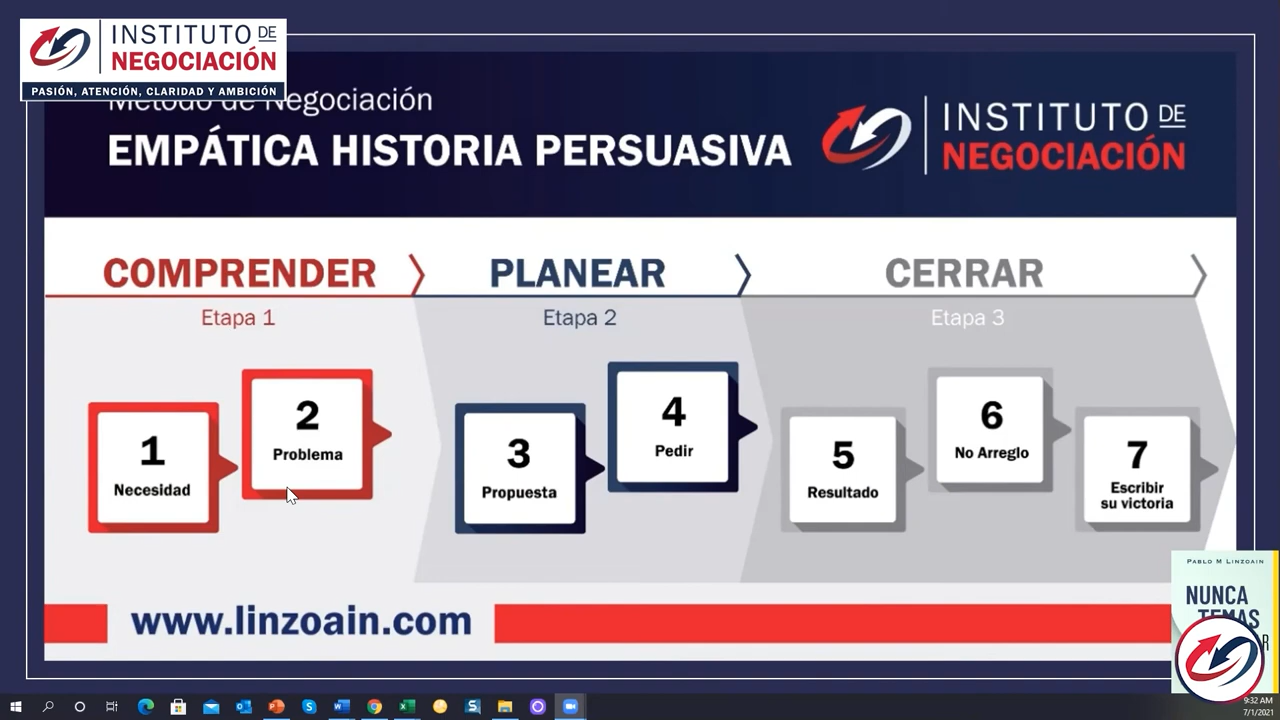 INSTITUTO DE
NEGOCIACIÓN
PASIÓN, ATENCIÓN, CLARIDAD Y AMBICIÓN
Método de Negociación
EMPÁTICA HISTORIA PERSUASIVA
INSTITUTO DE
NEGOCIACIÓN
COMPRENDER
PLANEAR
CERRAR
Etapa 1
Etapa 2
Etapa 3
1
Necesidad
2
Problema
3
Propuesta
4
Pedir
5
Resultado
6
No Arreglo
7
Escribir
su victoria
www.linzoain.com
PABLO M LINZOAIN
NUNCA
TEMAS
9:32 AM
7/1/2021